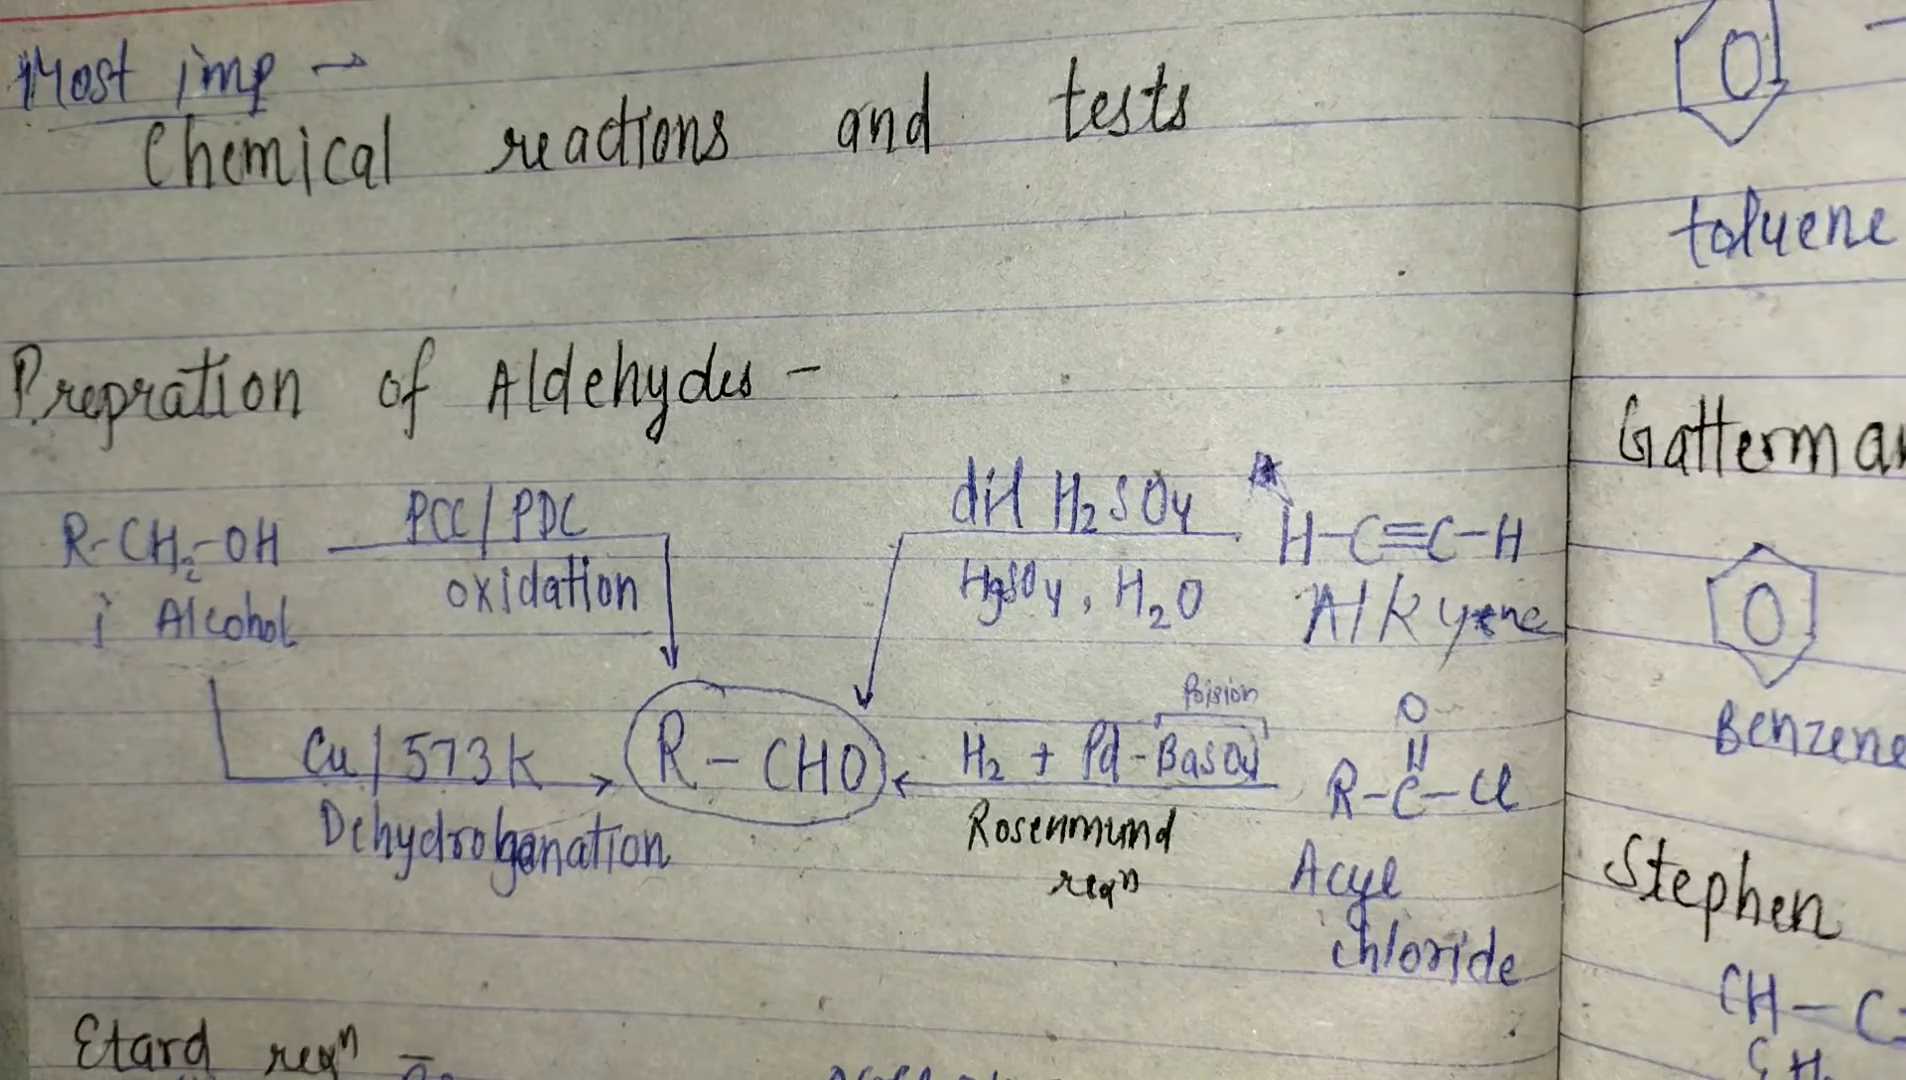 Most imp →
Chemical reactions and tests
Prepration of Aldehydes -
R-CH2-OH PCC/PDC
i Alcohol oxidation
dil H2SO4 H-C≡C-H
HgSO4, H2O Alkyne
Poision
Cu/573K R-CHO H2 + Pd-BaSO4 R-C-Cl
O
Dehydrogenation Rosenmund
reqn
Acyl
chloride
Etard reqn -
toluene
Gatterma
Benzene
Stephen
CH - C